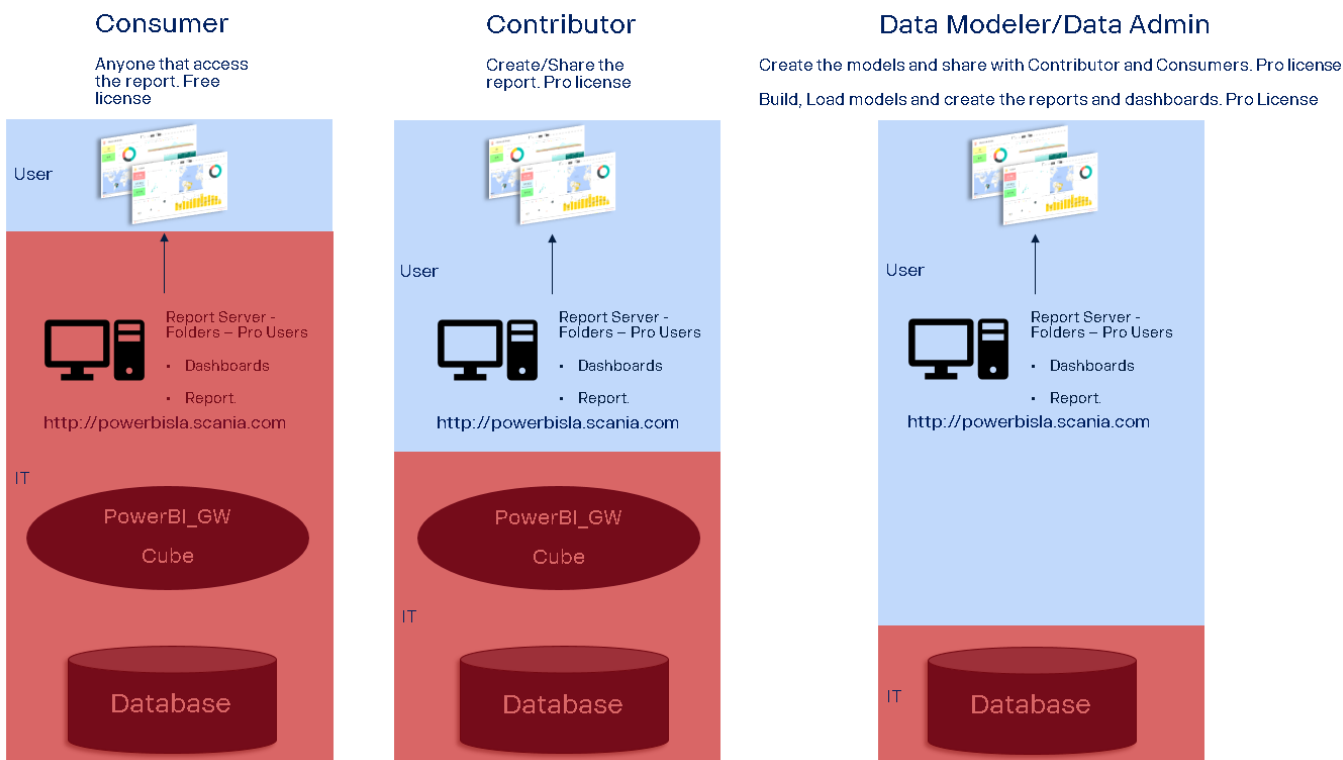 Consumer
Anyone that access
the report. Free
license
User
Report Server -
Folders – Pro Users
▪ Dashboards
▪ Report.
http://powerbisla.scania.com
IT
PowerBI_GW
Cube
Database
Contributor
Create/Share the
report. Pro license
User
Report Server -
Folders – Pro Users
▪ Dashboards
▪ Report.
http://powerbisla.scania.com
PowerBI_GW
Cube
IT
Database
Data Modeler/Data Admin
Create the models and share with Contributor and Consumers. Pro license
Build, Load models and create the reports and dashboards. Pro License
User
Report Server -
Folders – Pro Users
▪ Dashboards
▪ Report.
http://powerbisla.scania.com
IT
Database